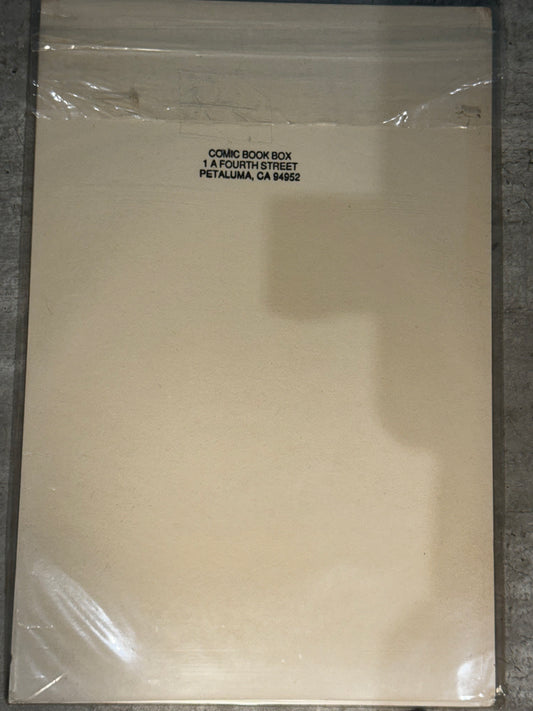 COMIC BOOK BOX
1 A FOURTH STREET
PETALUMA, CA 94952